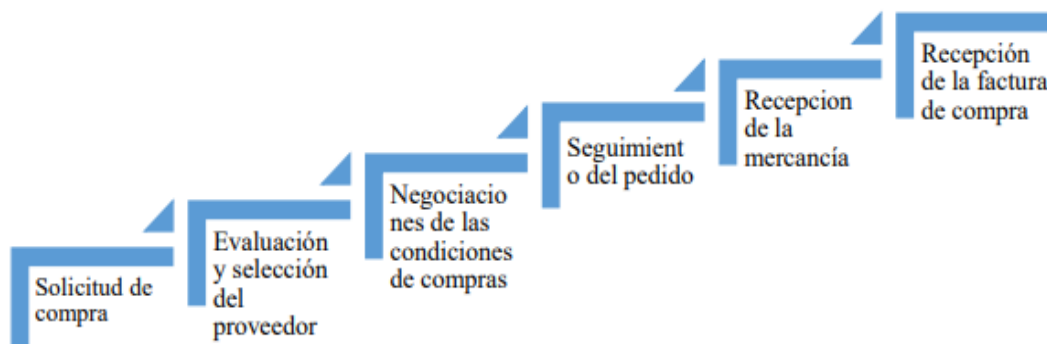 Solicitud de
compra
Evaluación
y selección
del
proveedor
Negociacio
nes de las
condiciones
de compras
Seguimient
o del pedido
Recepcion
de la
mercancía
Recepción
de la factura
de compra